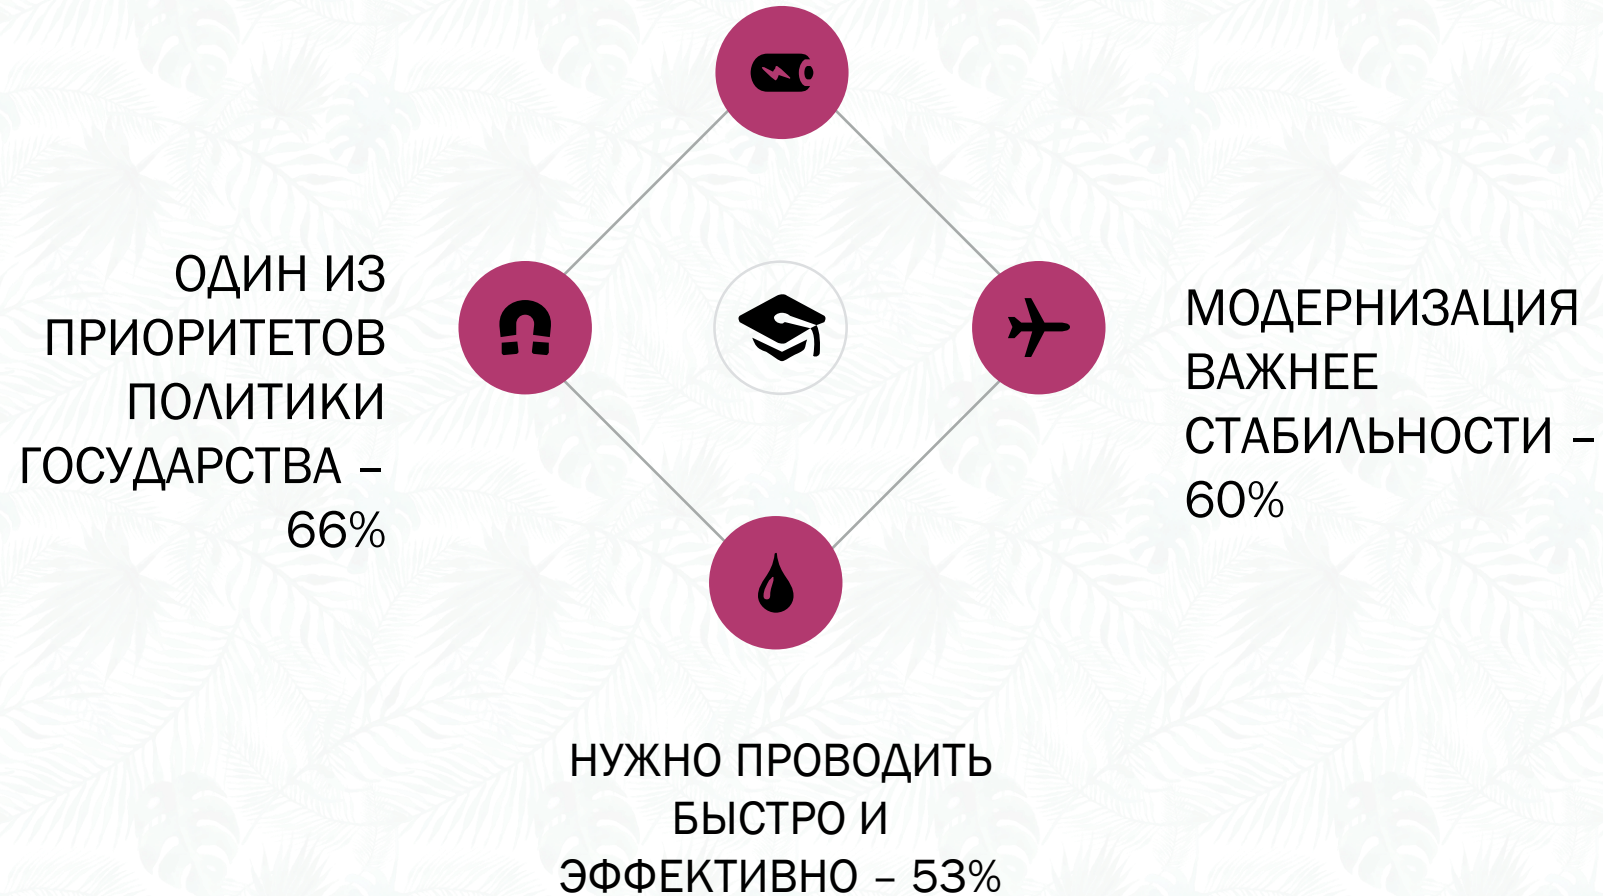 ОДИН ИЗ
ПРИОРИТЕТОВ
ПОЛИТИКИ
ГОСУДАРСТВА –
66%
МОДЕРНИЗАЦИЯ
ВАЖНЕЕ
СТАБИЛЬНОСТИ –
60%
НУЖНО ПРОВОДИТЬ
БЫСТРО И
ЭФФЕКТИВНО – 53%